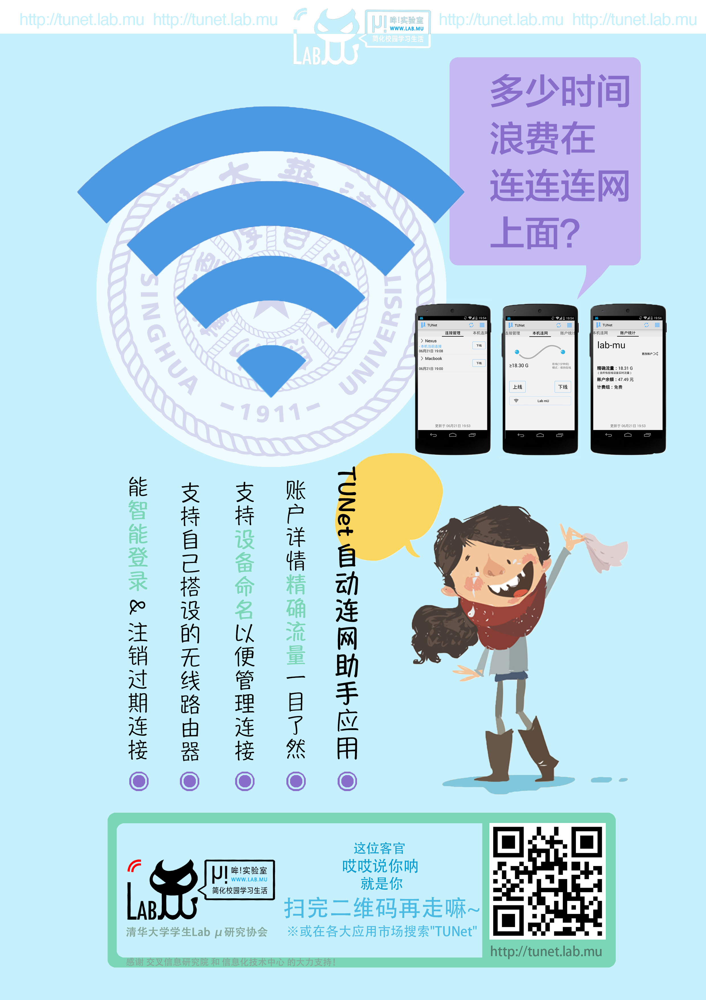 http://tunet.lab.mu http://tunet.lab.mu http://tunet.lab.mu http://tunet.lab.mu
LAB
μ! 哞!实验室
WWW.LAB.MU
简化校园学习生活
多少时间
浪费在
连连连网
上面?
大 華 清
厚 自 强
SINGHUA UNIVERSIT
-1911-
19:54
TUNet
连接管理 本机连网
Nexus
本机当前连接
06月21日 19:08
下线
Macbook
06月21日 19:00
下线
更新于 06月21日 19:53
19:54
TUNet
连接管理 本机连网 账户统计
≥18.30 G
在线(1分钟前)
模式:保持在线
上线 下线
Lab mU
19:54
TUNet
本机连网 账户统计
lab-mu
更改账户
精确流量:18.31 G
(含所有在线设备实时流量)
账户余额:47.49 元
计费组:免费
更新于 06月21日 19:53
TUNet 自动连网助手应用
账户详情精确流量一目了然
支持设备命名以便管理连接
支持自己搭设的无线路由器
能智能登录&注销过期连接
LAB
μ! 哞!实验室
WWW.LAB.MU
简化校园学习生活
清华大学学生Lab μ研究协会
这位客官
哎哎说你呐
就是你
扫完二维码再走嘛~
※或在各大应用市场搜索"TUNet"
http://tunet.lab.mu
感谢 交叉信息研究院 和 信息化技术中心 的大力支持!